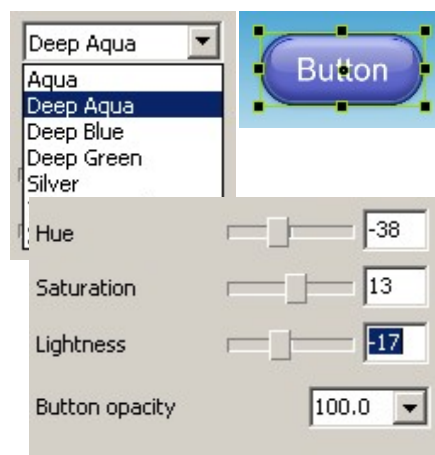 Deep Aqua
Button
Aqua
Deep Aqua
Deep Blue
Deep Green
Silver
Hue -38
Saturation 13
Lightness -17
Button opacity 100.0